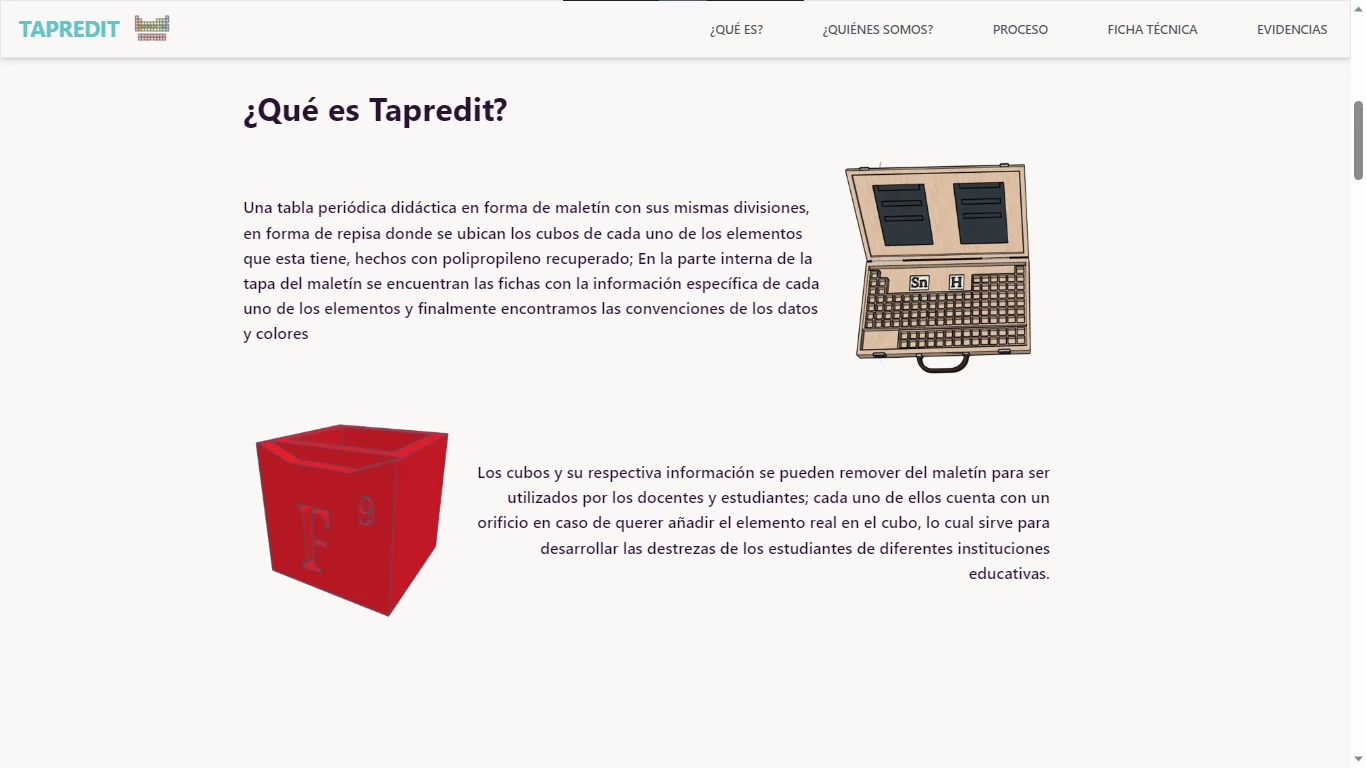 TAPREDIT
¿QUÉ ES?
¿QUIÉNES SOMOS?
PROCESO
FICHA TÉCNICA
EVIDENCIAS
¿Qué es Tapredit?
Una tabla periódica didáctica en forma de maletín con sus mismas divisiones,
en forma de repisa donde se ubican los cubos de cada uno de los elementos
que esta tiene, hechos con polipropileno recuperado; En la parte interna de la
tapa del maletín se encuentran las fichas con la información específica de cada
uno de los elementos y finalmente encontramos las convenciones de los datos
y colores
Sn H
F 9
Los cubos y su respectiva información se pueden remover del maletín para ser
utilizados por los docentes y estudiantes; cada uno de ellos cuenta con un
orificio en caso de querer añadir el elemento real en el cubo, lo cual sirve para
desarrollar las destrezas de los estudiantes de diferentes instituciones
educativas.